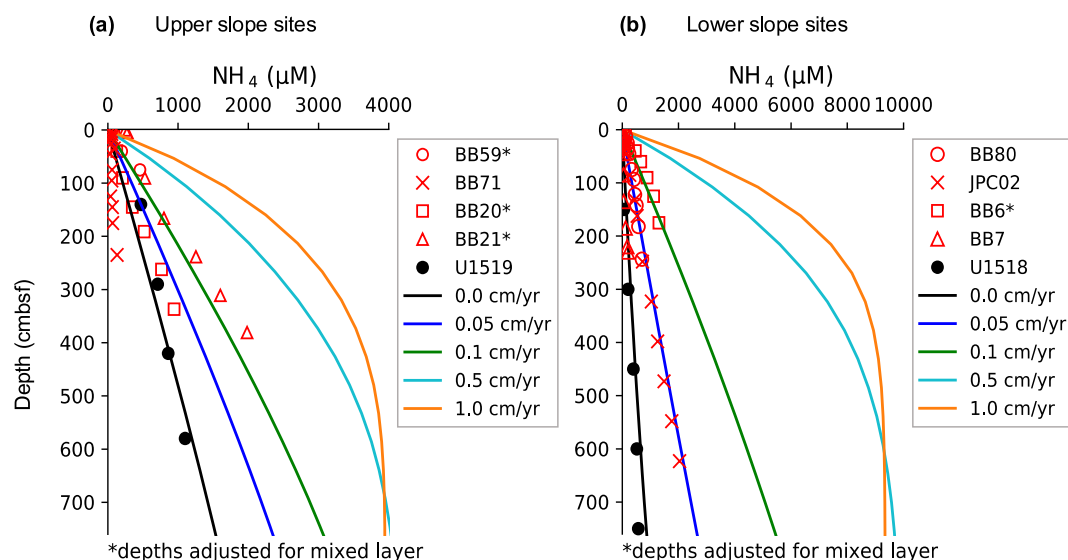 (a) Upper slope sites
NH4 (µM)
0 1000 2000 3000 4000
0
100
200
300
400
500
600
700
Depth (cmbsf)
BB59*
BB71
BB20*
BB21*
U1519
0.0 cm/yr
0.05 cm/yr
0.1 cm/yr
0.5 cm/yr
1.0 cm/yr
*depths adjusted for mixed layer
(b) Lower slope sites
NH4 (µM)
0 2000 4000 6000 8000 10000
0
100
200
300
400
500
600
700
BB80
JPC02
BB6*
BB7
U1518
0.0 cm/yr
0.05 cm/yr
0.1 cm/yr
0.5 cm/yr
1.0 cm/yr
*depths adjusted for mixed layer